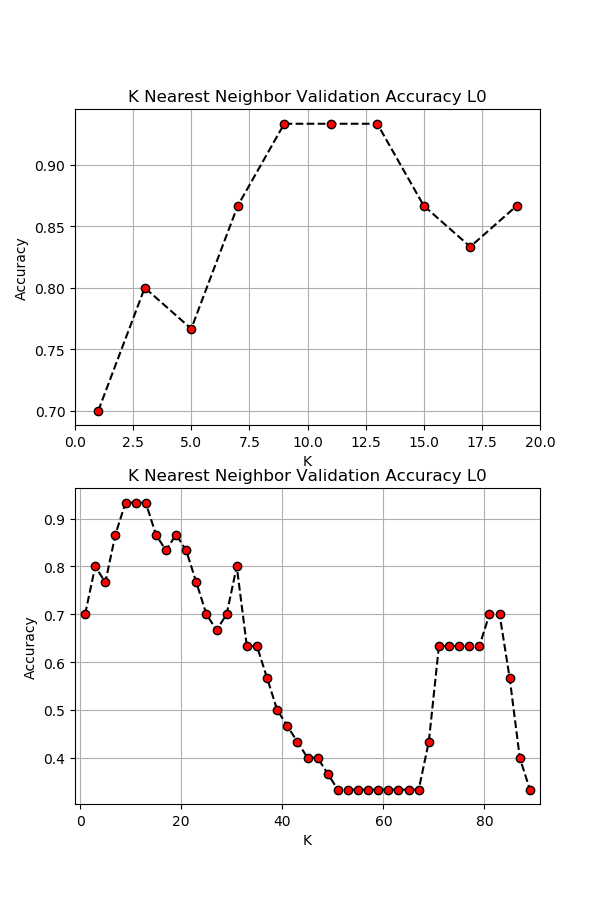 K Nearest Neighbor Validation Accuracy L0
Accuracy
0.90
0.85
0.80
0.75
0.70
0.0 2.5 5.0 7.5 10.0 12.5 15.0 17.5 20.0
K
K Nearest Neighbor Validation Accuracy L0
Accuracy
0.9
0.8
0.7
0.6
0.5
0.4
0 20 40 60 80
K